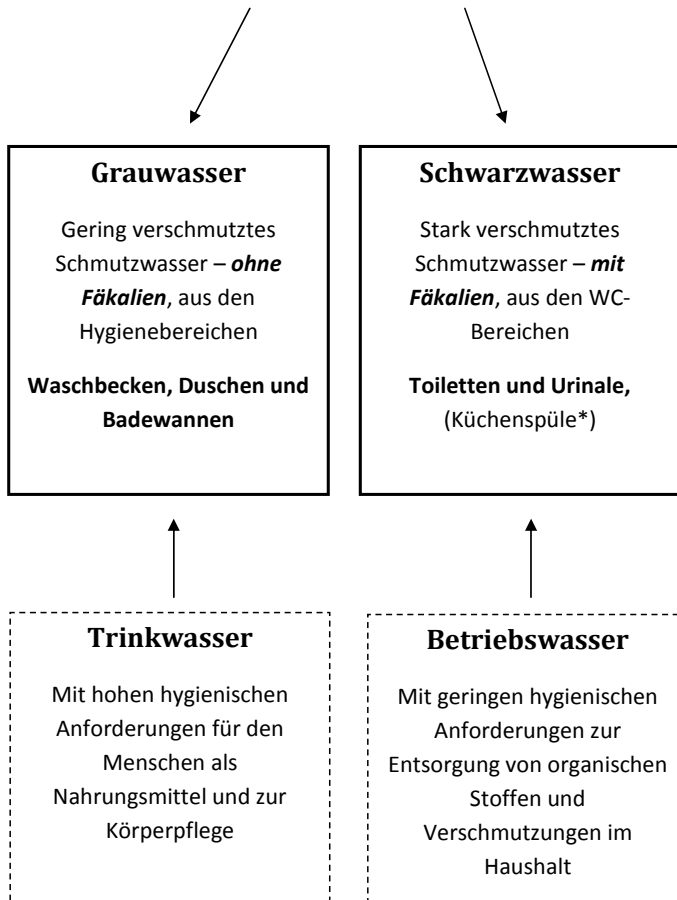 Grauwasser
Gering verschmutztes
Schmutzwasser – ohne
Fäkalien, aus den
Hygienebereichen
Waschbecken, Duschen und
Badewannen
Schwarzwasser
Stark verschmutztes
Schmutzwasser – mit
Fäkalien, aus den WC-
Bereichen
Toiletten und Urinale,
(Küchenspüle*)
Trinkwasser
Mit hohen hygienischen
Anforderungen für den
Menschen als
Nahrungsmittel und zur
Körperpflege
Betriebswasser
Mit geringen hygienischen
Anforderungen zur
Entsorgung von organischen
Stoffen und
Verschmutzungen im
Haushalt